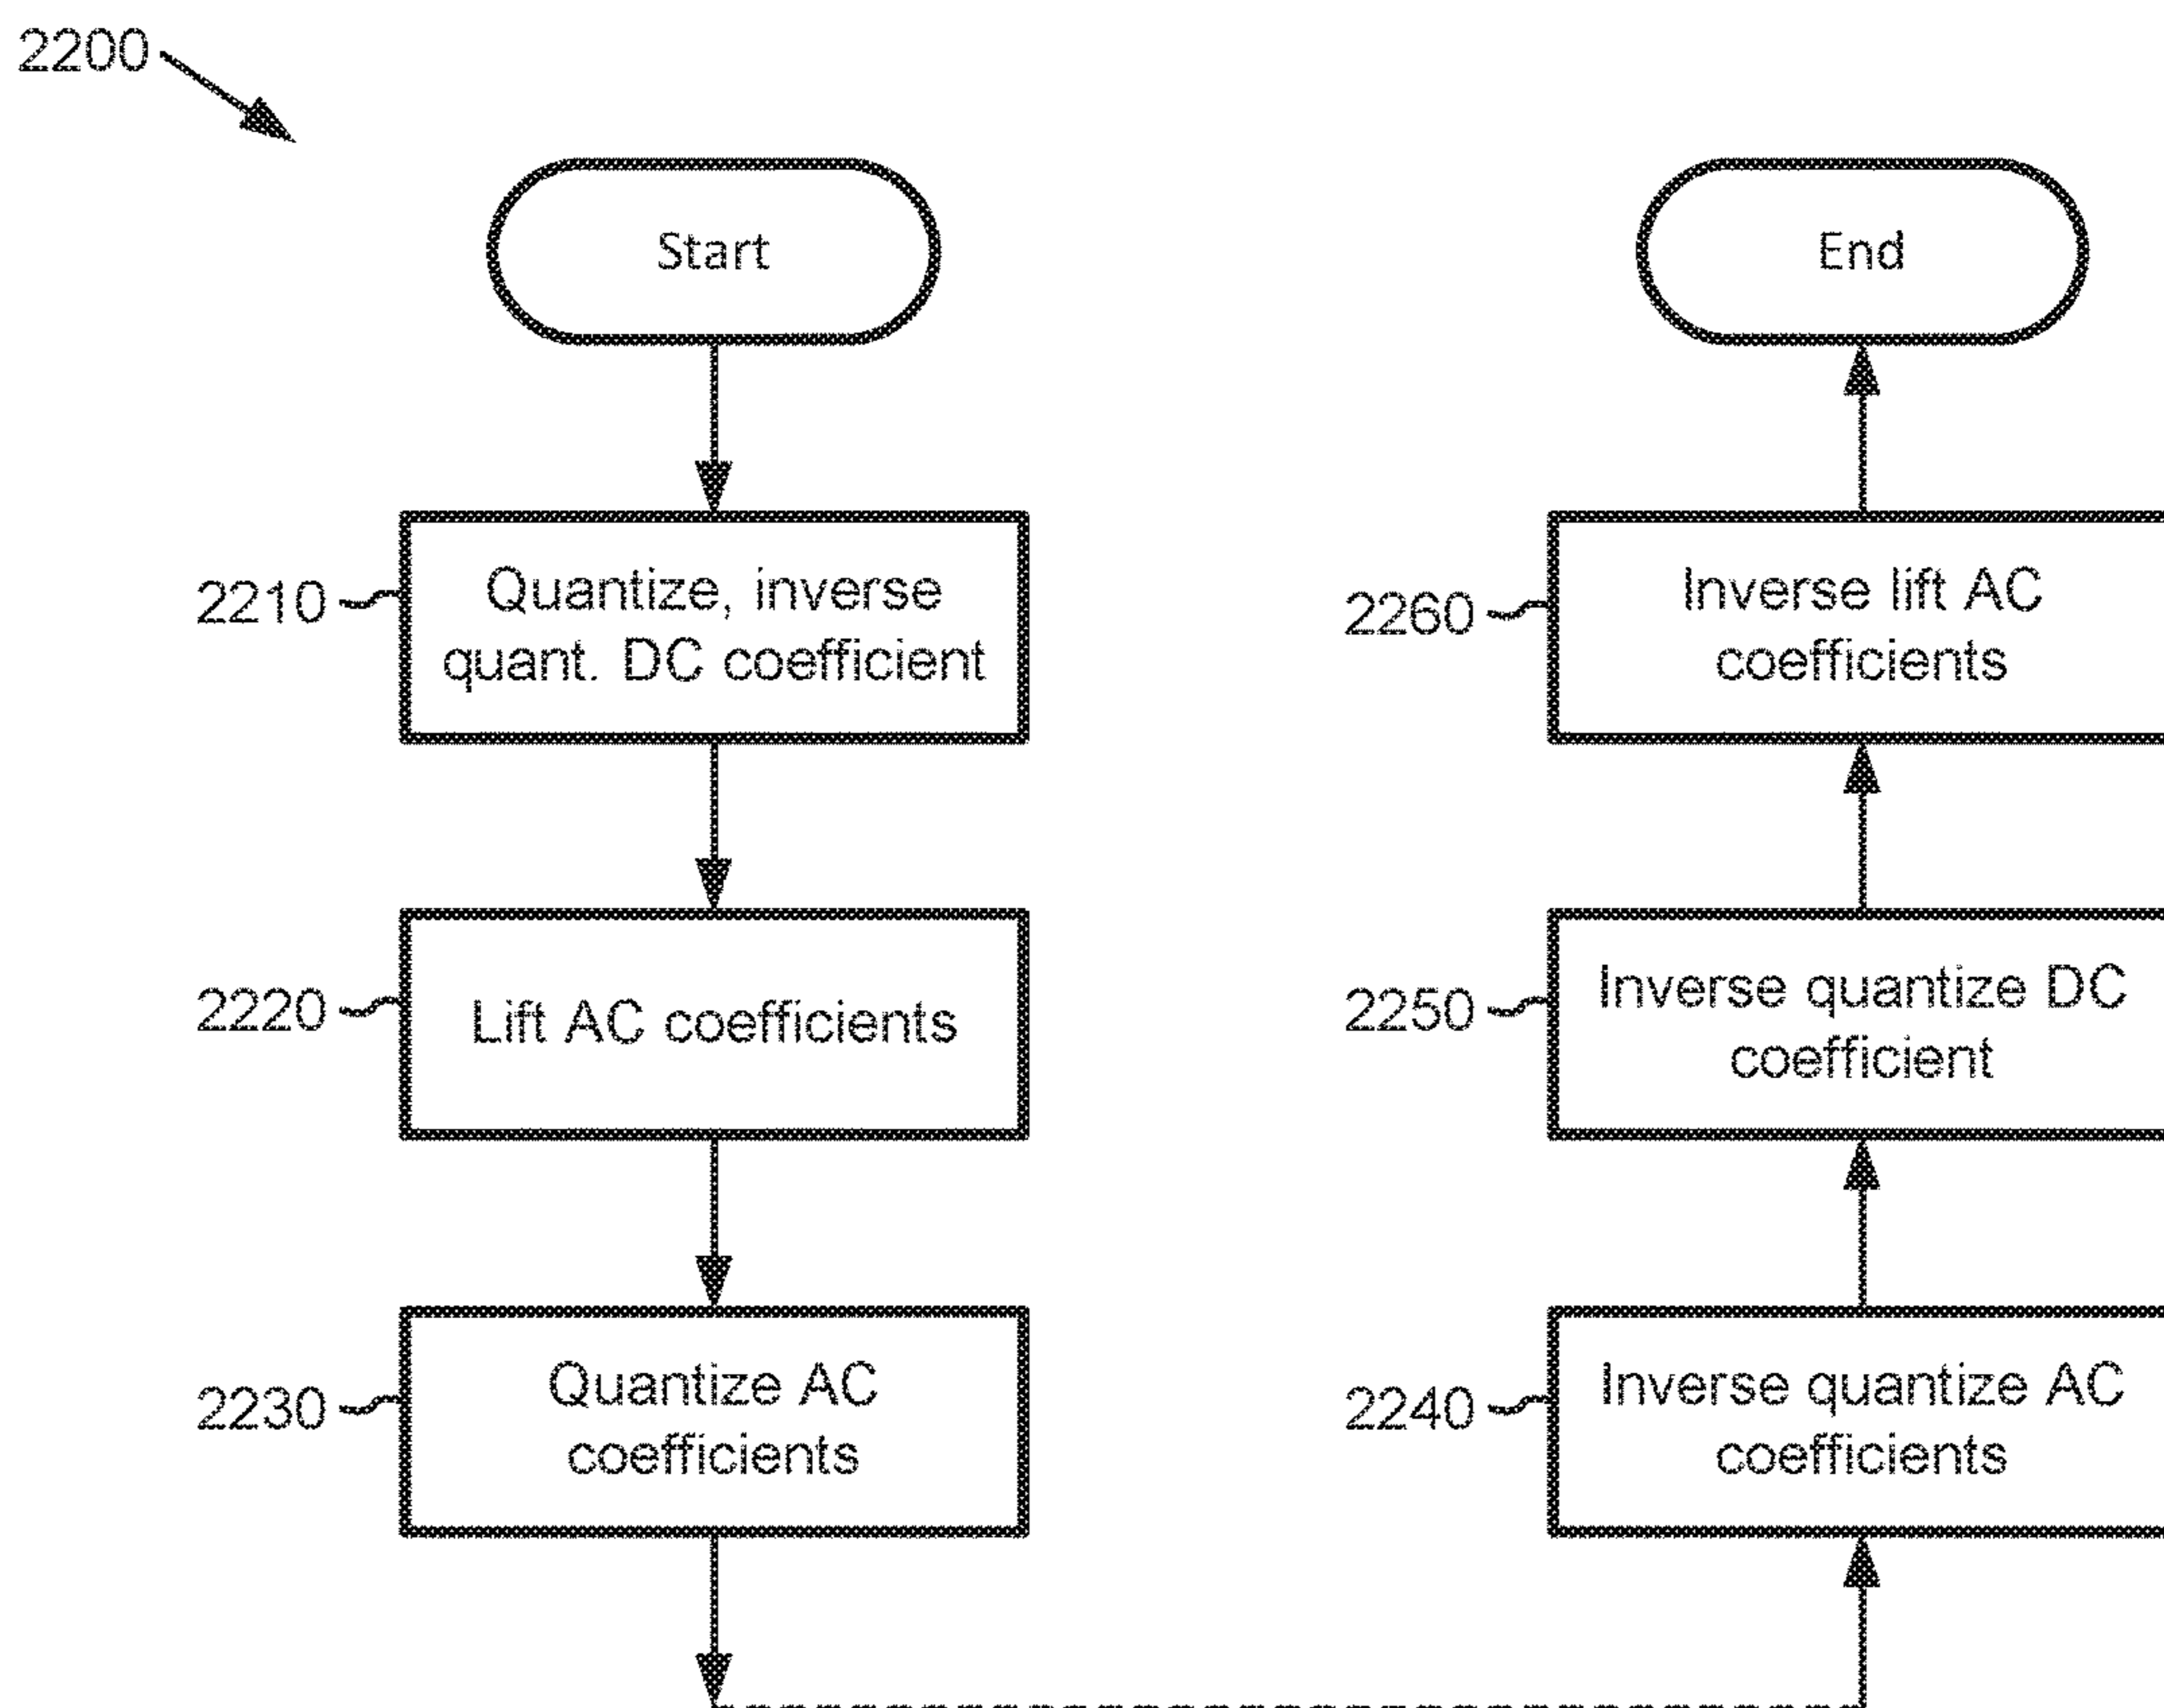 2200
Start
2210
Quantize, inverse
quant. DC coefficient
2220
Lift AC coefficients
2230
Quantize AC
coefficients
End
2260
Inverse lift AC
coefficients
2250
Inverse quantize DC
coefficient
2240
Inverse quantize AC
coefficients